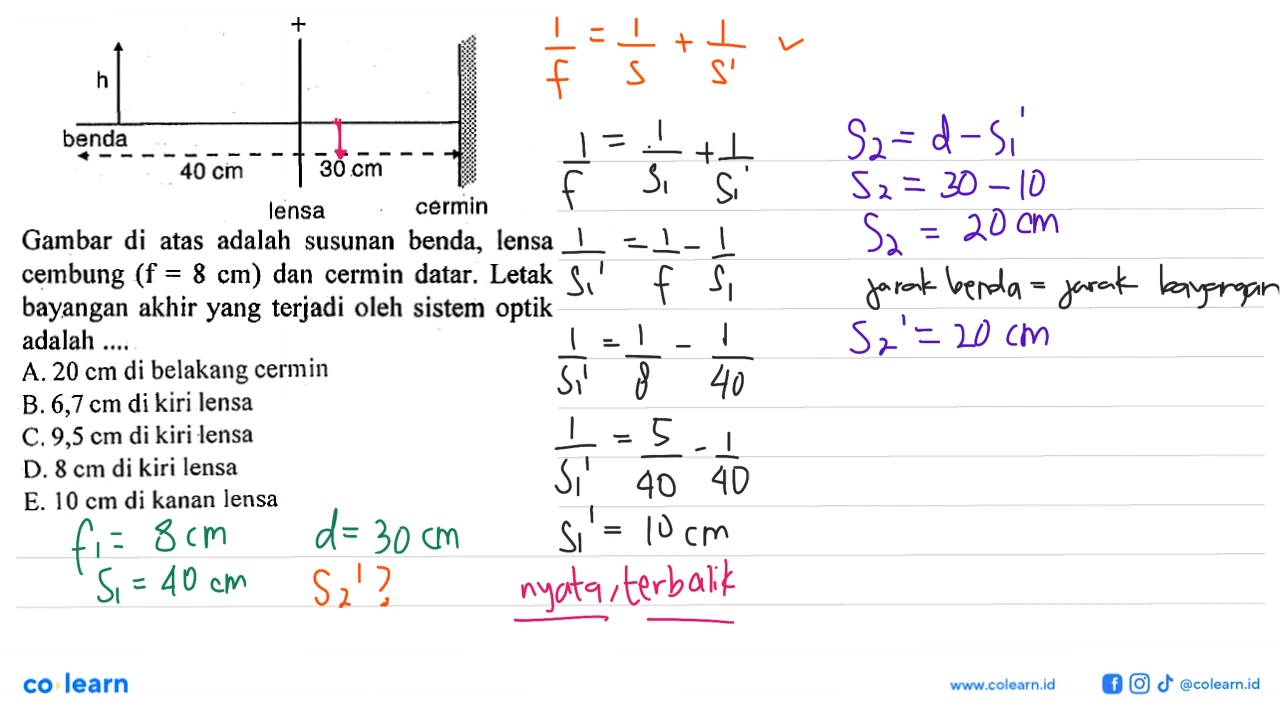 +
h
benda
40 cm
30 cm
lensa
cermin
Gambar di atas adalah susunan benda, lensa
cembung (f = 8 cm) dan cermin datar. Letak
bayangan akhir yang terjadi oleh sistem optik
adalah ....
A. 20 cm di belakang cermin
B. 6,7 cm di kiri lensa
C. 9,5 cm di kiri lensa
D. 8 cm di kiri lensa
E. 10 cm di kanan lensa
f₁ = 8 cm
d = 30 cm
S₁ = 40 cm
S₂'?
1/f = 1/s + 1/s' ✓
1/f = 1/s₁ + 1/s₁'
1/s₁' = 1/f - 1/s₁
1/s₁' = 1/8 - 1/40
1/s₁' = 5/40 - 1/40
s₁' = 10 cm
nyata, terbalik
S₂ = d - s₁'
S₂ = 30 - 10
S₂ = 20 cm
jarak benda = jarak bayangan
S₂' = 20 cm
co learn
www.colearn.id
@colearn.id